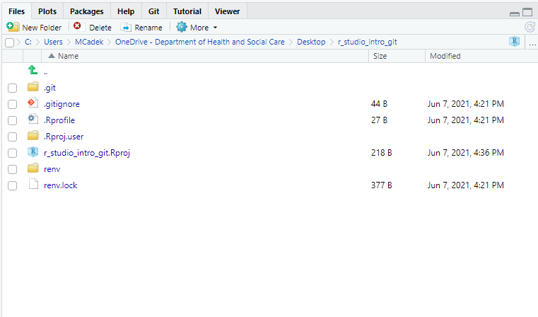 Files Plots Packages Help Git Tutorial Viewer
New Folder Delete Rename More
C: Users MCadek OneDrive - Department of Health and Social Care Desktop r_studio_intro_git ...
Name Size Modified
..
.git
.gitignore 44 B Jun 7, 2021, 4:21 PM
.Rprofile 27 B Jun 7, 2021, 4:21 PM
.Rproj.user
r_studio_intro_git.Rproj 218 B Jun 7, 2021, 4:36 PM
renv
renv.lock 377 B Jun 7, 2021, 4:21 PM